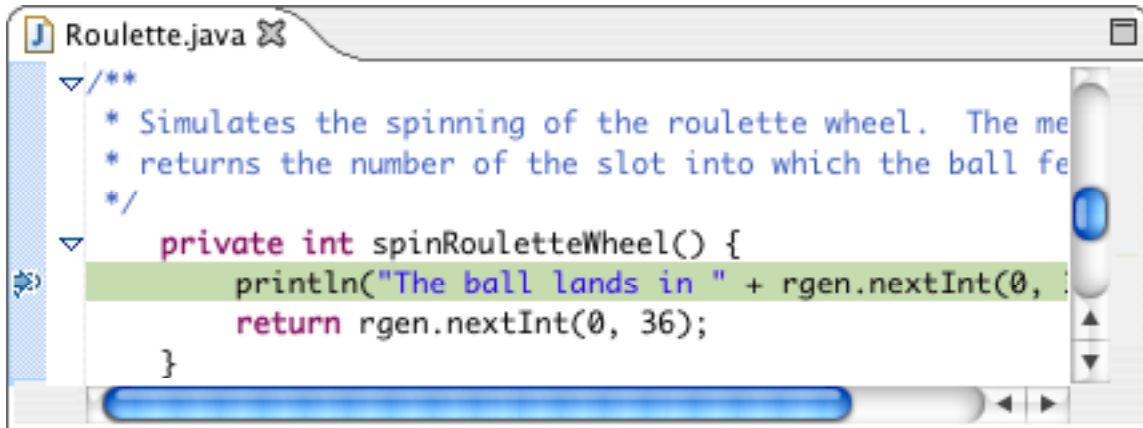 Roulette.java
/**
* Simulates the spinning of the roulette wheel.  The me
* returns the number of the slot into which the ball fe
*/
private int spinRouletteWheel() {
println("The ball lands in " + rgen.nextInt(0,
return rgen.nextInt(0, 36);
}